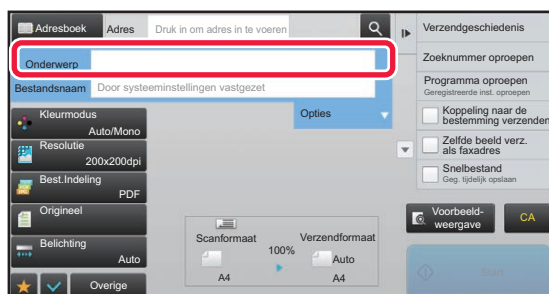 Adresboek
Adres
Druk in om adres in te voeren
Onderwerp
Bestandsnaam
Door systeeminstellingen vastgezet
Opties
Kleurmodus
Auto/Mono
Resolutie
200x200dpi
Best.Indeling
PDF
Origineel
Belichting
Auto
Overige
Scanformaat
A4
100%
Verzendformaat
Auto
A4
Verzendgeschiedenis
Zoeknummer oproepen
Programma oproepen
Geregistreerde inst. oproepen
Koppeling naar de
bestemming verzenden
Zelfde beeld verz.
als faxadres
Snelbestand
Geg. tijdelijk opslaan
Voorbeeld-
weergave
CA
Start